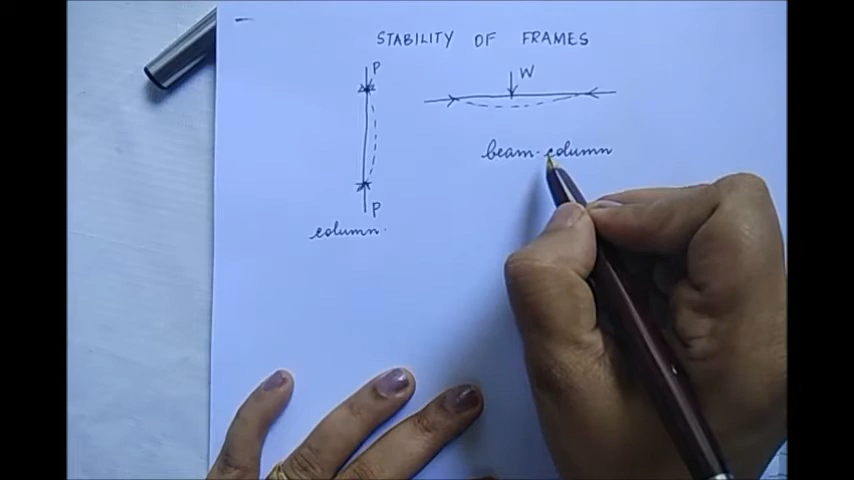 STABILITY OF FRAMES
P
W
beam-column
P
column.